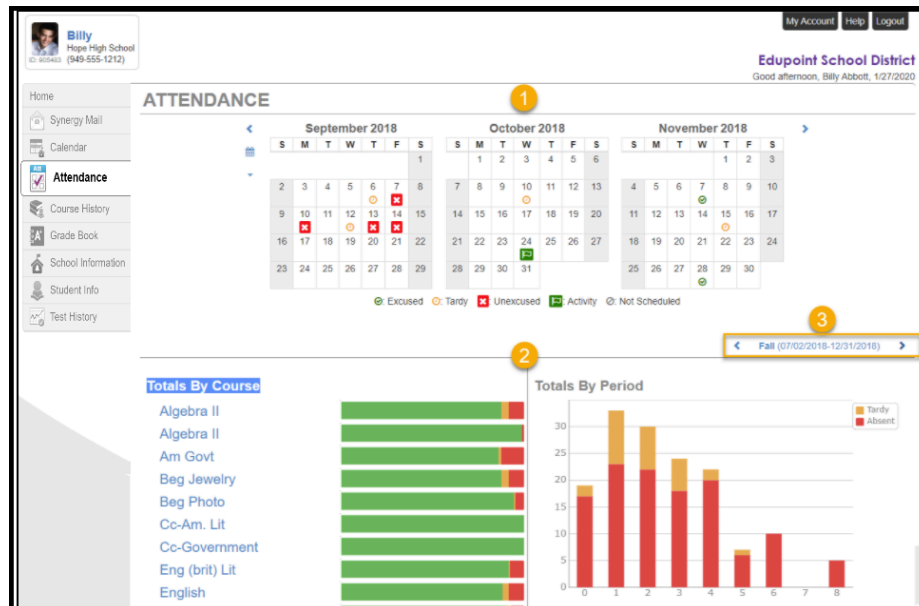 My Account Help Logout
Billy
Hope High School
ID: 905483 (949-555-1212)
Edupoint School District
Good afternoon, Billy Abbott, 1/27/2020
Home
Synergy Mail
Calendar
Attendance
Course History
Grade Book
School Information
Student Info
Test History
ATTENDANCE
1
September 2018
S M T W T F S
1
2 3 4 5 6 7 8
9 10 11 12 13 14 15
16 17 18 19 20 21 22
23 24 25 26 27 28 29
October 2018
S M T W T F S
1 2 3 4 5 6
7 8 9 10 11 12 13
14 15 16 17 18 19 20
21 22 23 24 25 26 27
28 29 30 31
November 2018
S M T W T F S
1 2 3
4 5 6 7 8 9 10
11 12 13 14 15 16 17
18 19 20 21 22 23 24
25 26 27 28 29 30
Excused : Tardy : Unexcused : Activity : Not Scheduled
3
Fall (07/02/2018-12/31/2018)
2
Totals By Course
Algebra II
Algebra II
Am Govt
Beg Jewelry
Beg Photo
Cc-Am. Lit
Cc-Government
Eng (brit) Lit
English
Totals By Period
Tardy
Absent
30
25
20
15
10
5
0
0 1 2 3 4 5 6 7 8